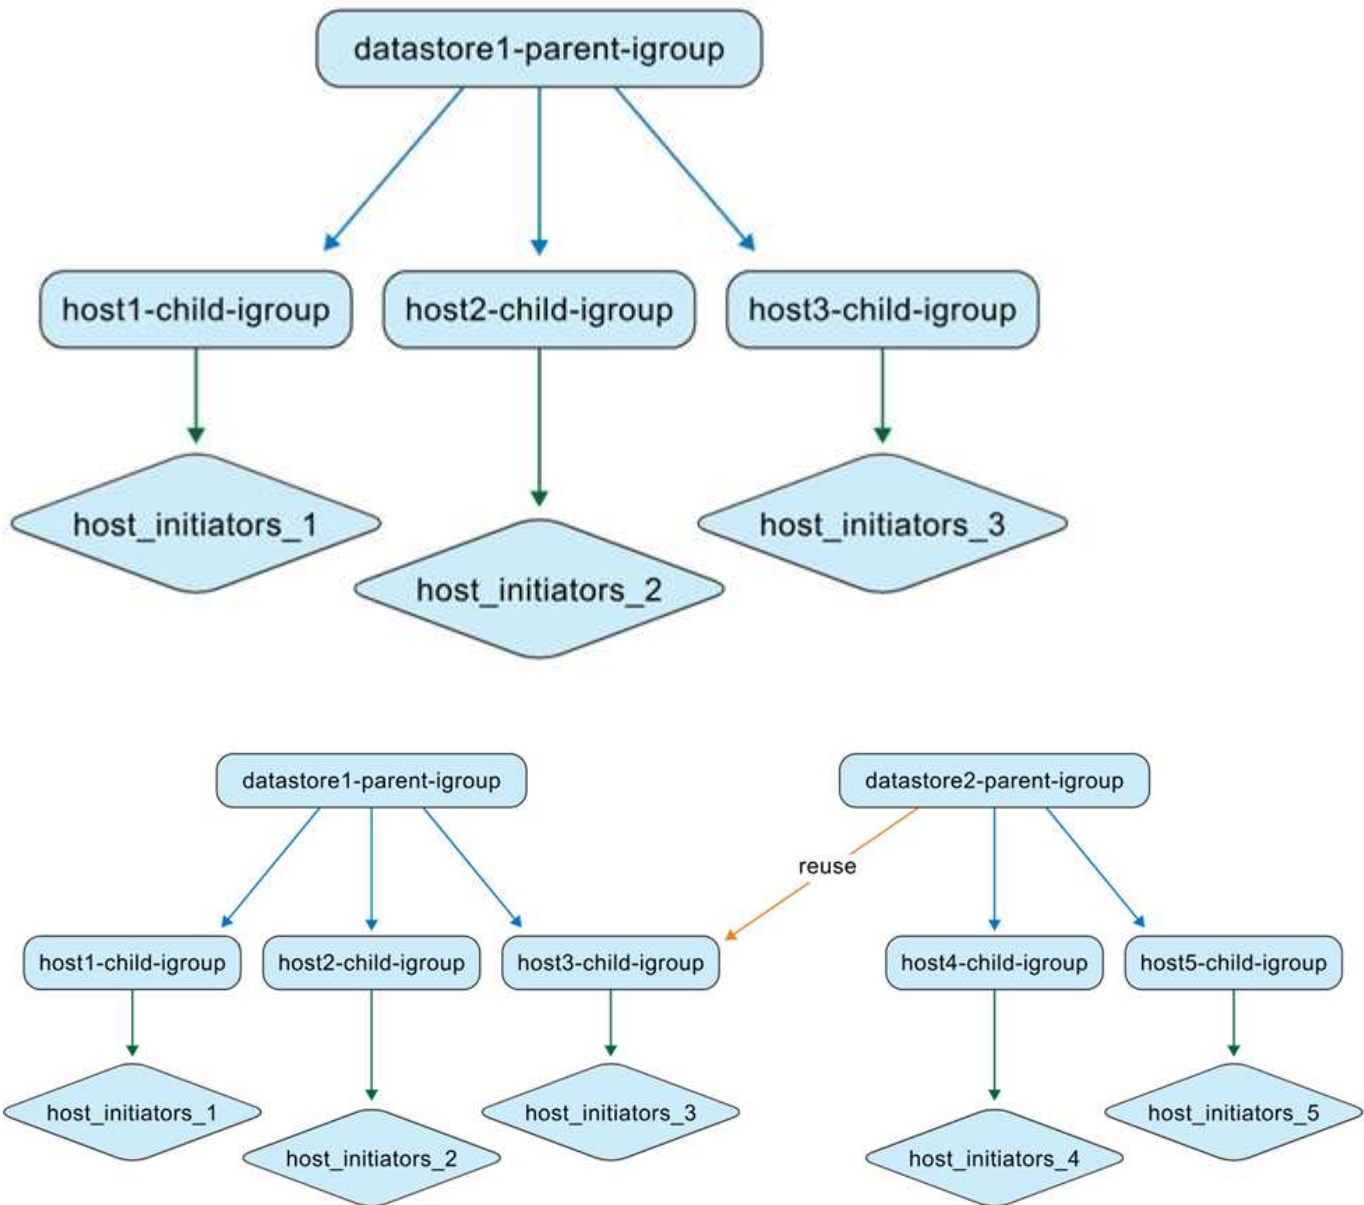 datastore1-parent-igroup
host1-child-igroup
host2-child-igroup
host3-child-igroup
host_initiators_1
host_initiators_2
host_initiators_3
datastore1-parent-igroup
datastore2-parent-igroup
reuse
host1-child-igroup
host2-child-igroup
host3-child-igroup
host4-child-igroup
host5-child-igroup
host_initiators_1
host_initiators_2
host_initiators_3
host_initiators_4
host_initiators_5